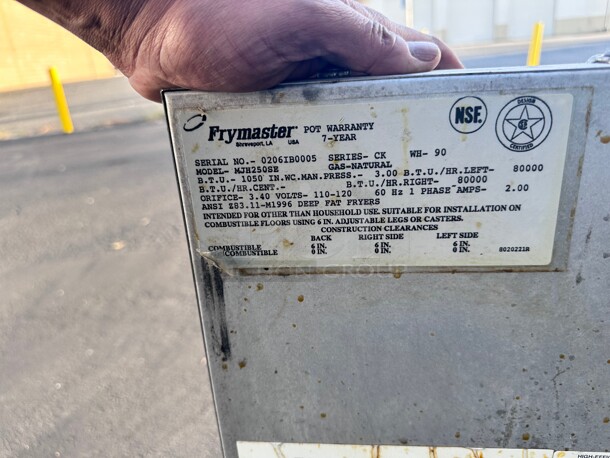 Frymaster POT WARRANTY
Shreveport, LA USA 7-YEAR
NSF
DESIGN
CERTIFIED
SERIAL NO.- 0206IB0005 SERIES- CK WH- 90
MODEL- MJH250SE GAS-NATURAL
B.T.U.- 1050 IN.WC.MAN.PRESS.- 3.00 B.T.U./HR.LEFT- 80000
B.T.U./HR.CENT.- B.T.U./HR.RIGHT- 80000
ORIFICE- 3.40 VOLTS- 110-120 60 Hz 1 PHASE AMPS- 2.00
ANSI Z83.11-M1996 DEEP FAT FRYERS
INTENDED FOR OTHER THAN HOUSEHOLD USE. SUITABLE FOR INSTALLATION ON
COMBUSTIBLE FLOORS USING 6 IN. ADJUSTABLE LEGS OR CASTERS.
CONSTRUCTION CLEARANCES
BACK RIGHT SIDE LEFT SIDE
COMBUSTIBLE 6 IN. 6 IN. 6 IN.
COMBUSTIBLE 0 IN. 0 IN. 0 IN.
8020221R